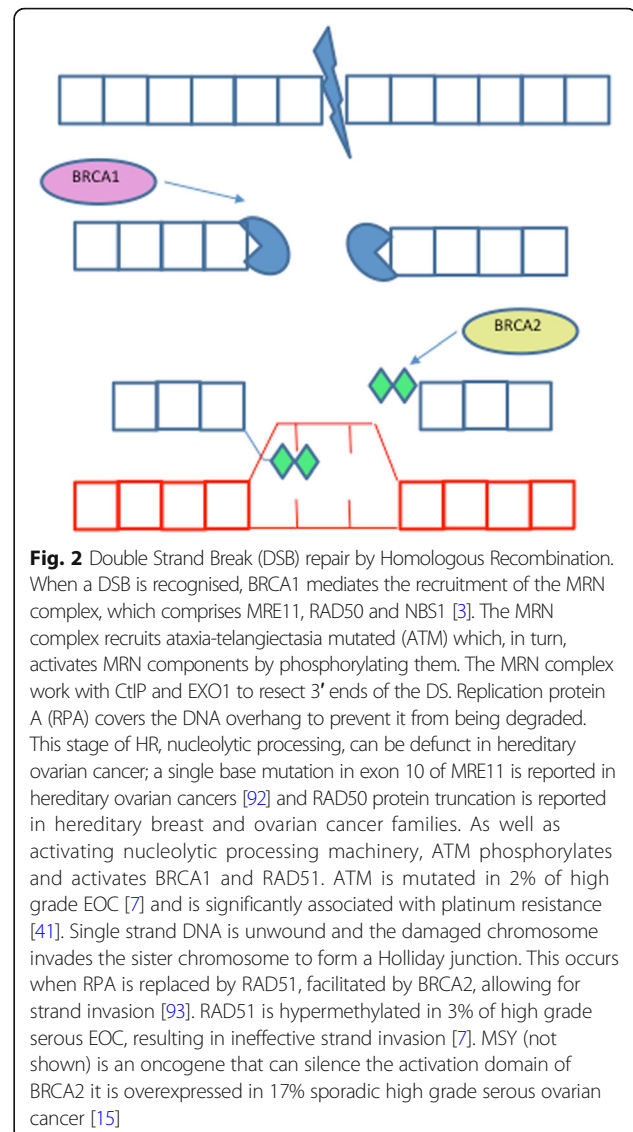 BRCA1
BRCA2
Fig. 2 Double Strand Break (DSB) repair by Homologous Recombination.
When a DSB is recognised, BRCA1 mediates the recruitment of the MRN
complex, which comprises MRE11, RAD50 and NBS1 [3]. The MRN
complex recruits ataxia-telangiectasia mutated (ATM) which, in turn,
activates MRN components by phosphorylating them. The MRN complex
work with CtIP and EXO1 to resect 3′ ends of the DS. Replication protein
A (RPA) covers the DNA overhang to prevent it from being degraded.
This stage of HR, nucleolytic processing, can be defunct in hereditary
ovarian cancer; a single base mutation in exon 10 of MRE11 is reported in
hereditary ovarian cancers [92] and RAD50 protein truncation is reported
in hereditary breast and ovarian cancer families. As well as
activating nucleolytic processing machinery, ATM phosphorylates
and activates BRCA1 and RAD51. ATM is mutated in 2% of high
grade EOC [7] and is significantly associated with platinum resistance
[41]. Single strand DNA is unwound and the damaged chromosome
invades the sister chromosome to form a Holliday junction. This occurs
when RPA is replaced by RAD51, facilitated by BRCA2, allowing for
strand invasion [93]. RAD51 is hypermethylated in 3% of high grade
serous EOC, resulting in ineffective strand invasion [7]. MSY (not
shown) is an oncogene that can silence the activation domain of
BRCA2 it is overexpressed in 17% sporadic high grade serous ovarian
cancer [15]